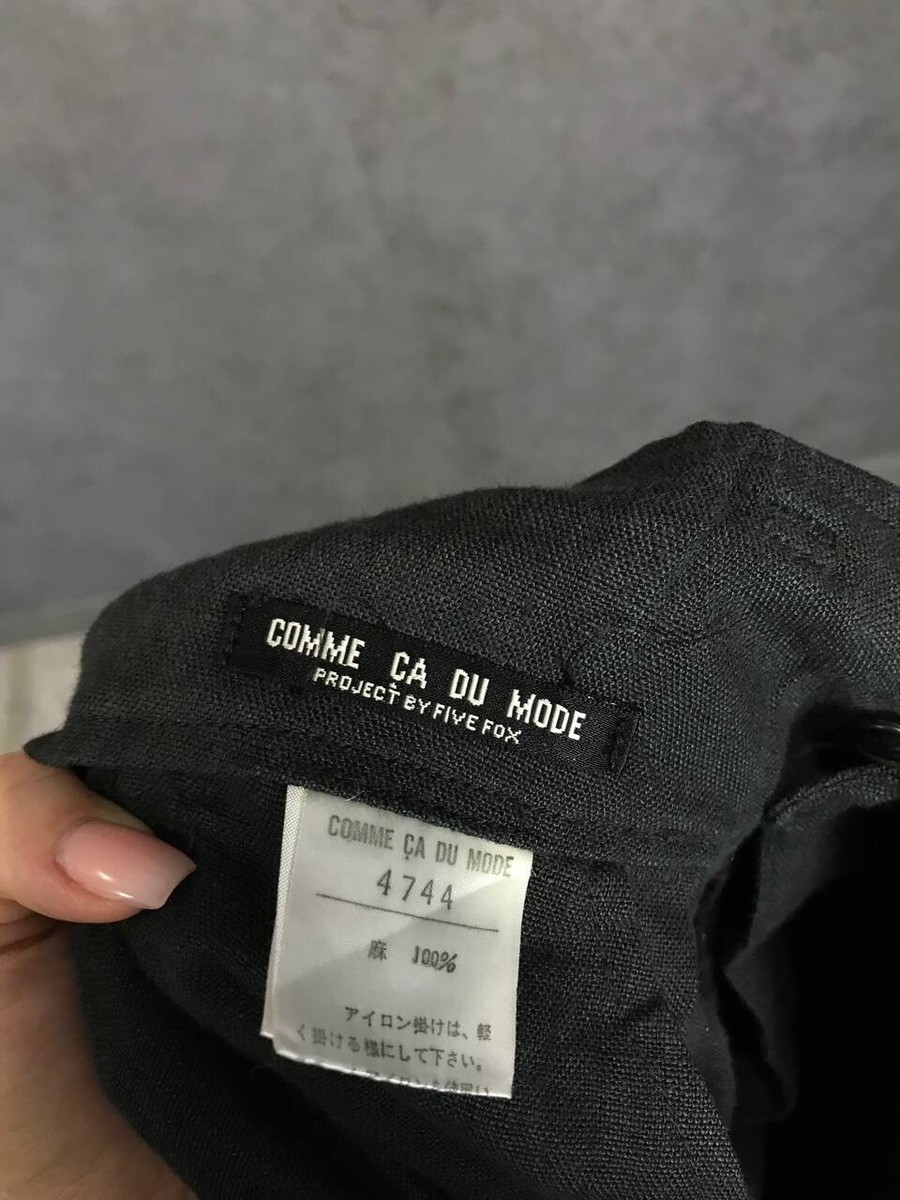 COMME ÇA DU MODE
PROJECT BY FIVE FOX
COMME ÇA DU MODE
4744
麻 100%
アイロン掛けは、軽
く掛ける様にして下さい。